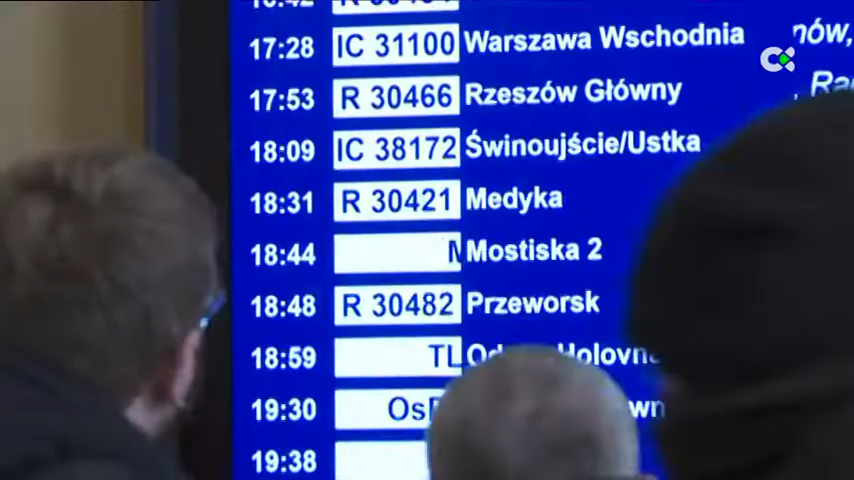 17:28 IC 31100 Warszawa Wschodnia
17:53 R 30466 Rzeszów Główny
18:09 IC 38172 Świnoujście/Ustka
18:31 R 30421 Medyka
18:44 Mostiska 2
18:48 R 30482 Przeworsk
18:59 TL
19:30
19:38